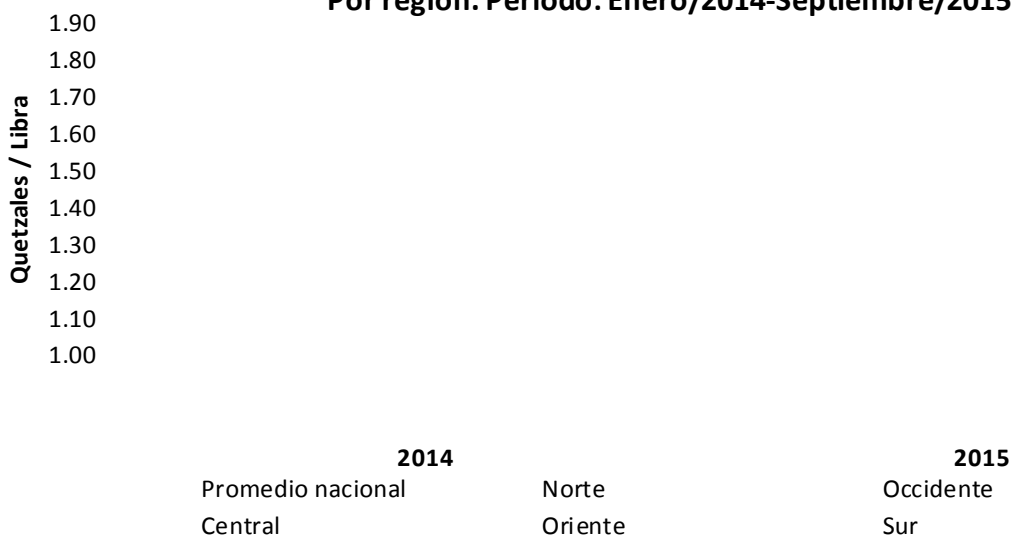 Por región. Período: Enero/2014-Septiembre/2015
1.90
1.80
1.70
1.60
1.50
1.40
1.30
1.20
1.10
1.00
Quetzales / Libra
2014 2015
Promedio nacional Norte Occidente
Central Oriente Sur